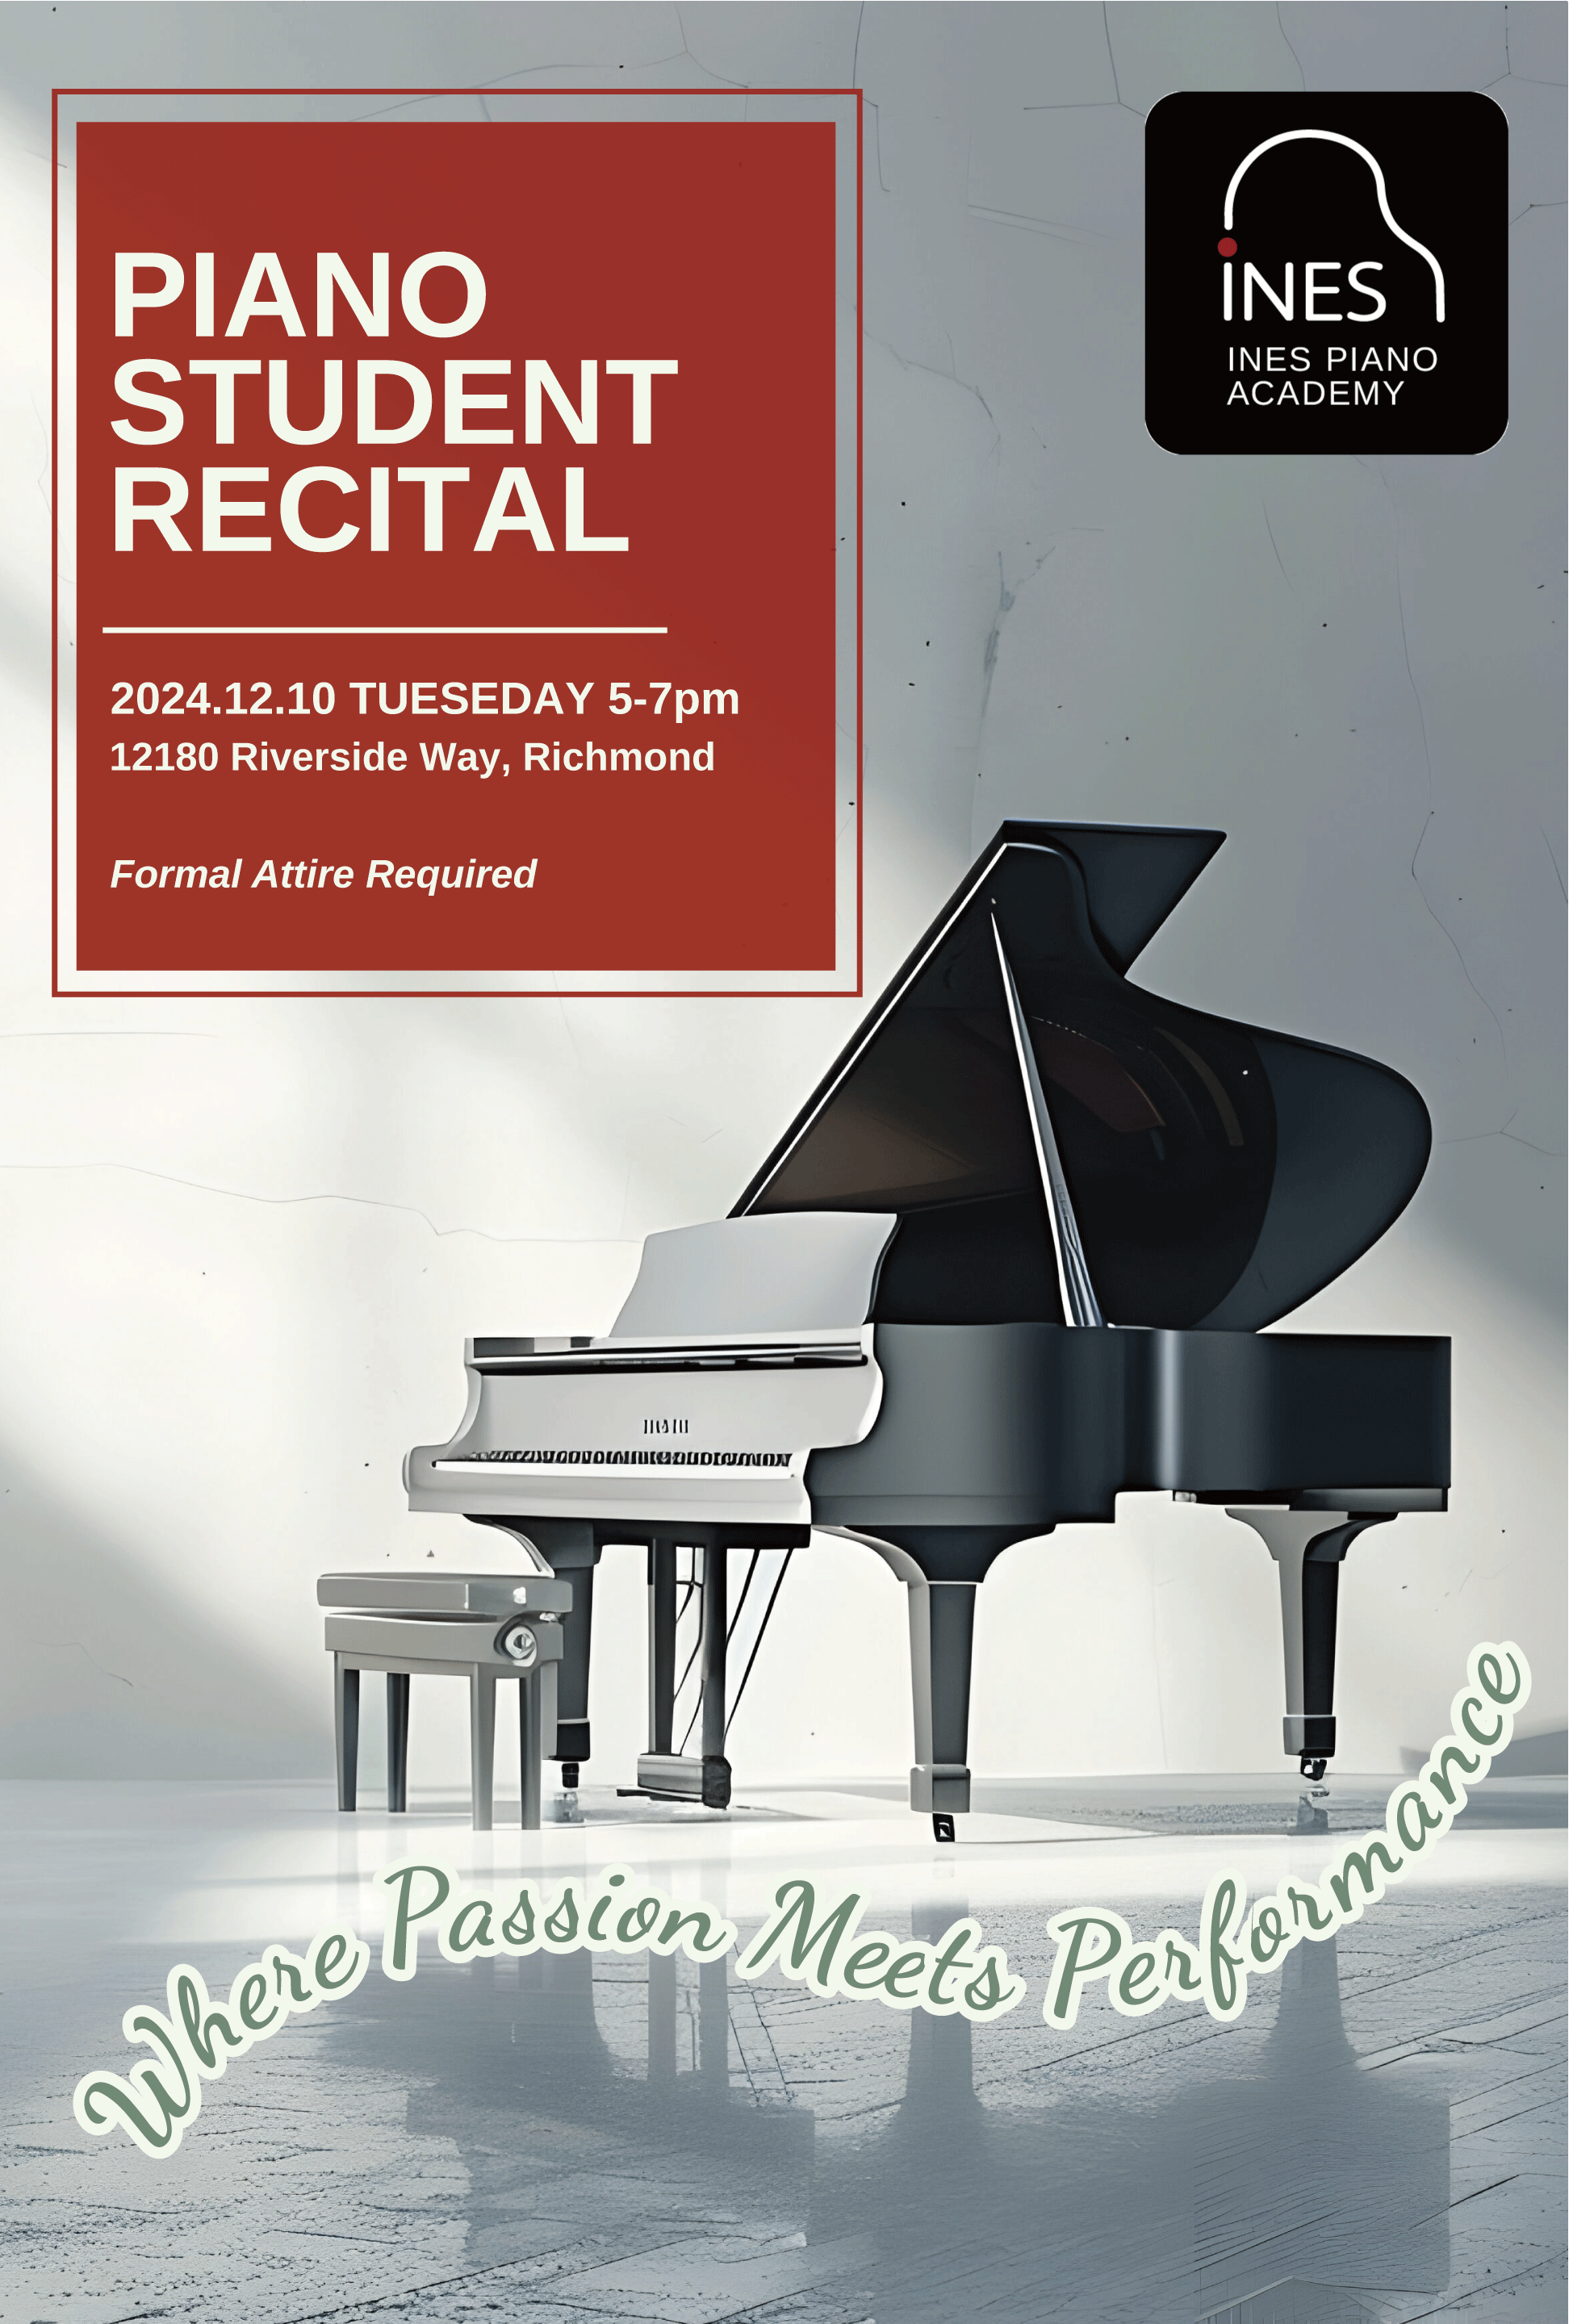 PIANO
STUDENT
RECITAL
2024.12.10 TUESEDAY 5-7pm
12180 Riverside Way, Richmond
Formal Attire Required
iNES
INES PIANO
ACADEMY
Where Passion Meets Performance